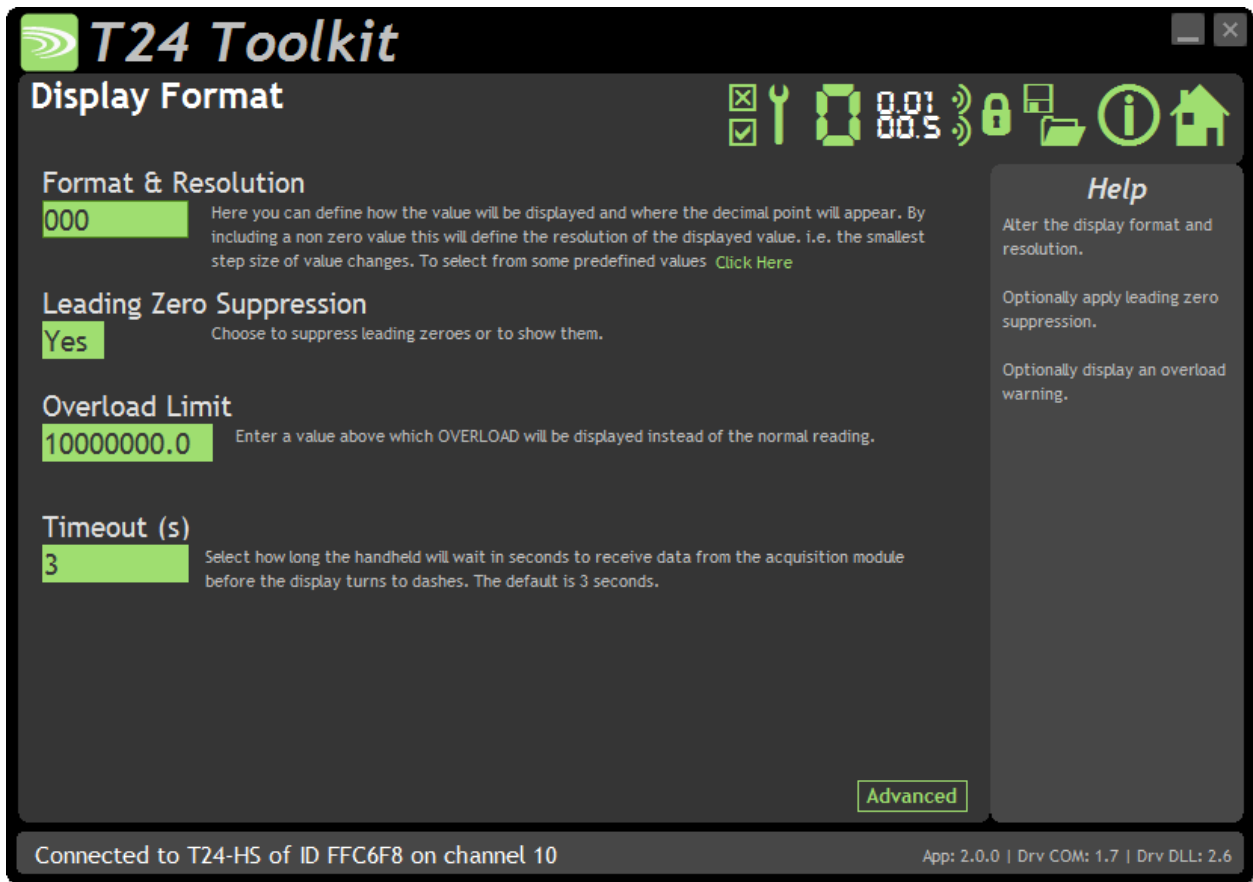 T24 Toolkit
Display Format
0.01
00.5
Format & Resolution
000
Here you can define how the value will be displayed and where the decimal point will appear. By
including a non zero value this will define the resolution of the displayed value. i.e. the smallest
step size of value changes. To select from some predefined values Click Here
Leading Zero Suppression
Yes
Choose to suppress leading zeroes or to show them.
Overload Limit
10000000.0
Enter a value above which OVERLOAD will be displayed instead of the normal reading.
Timeout (s)
3
Select how long the handheld will wait in seconds to receive data from the acquisition module
before the display turns to dashes. The default is 3 seconds.
Advanced
Help
Alter the display format and
resolution.
Optionally apply leading zero
suppression.
Optionally display an overload
warning.
Connected to T24-HS of ID FFC6F8 on channel 10
App: 2.0.0 | Drv COM: 1.7 | Drv DLL: 2.6